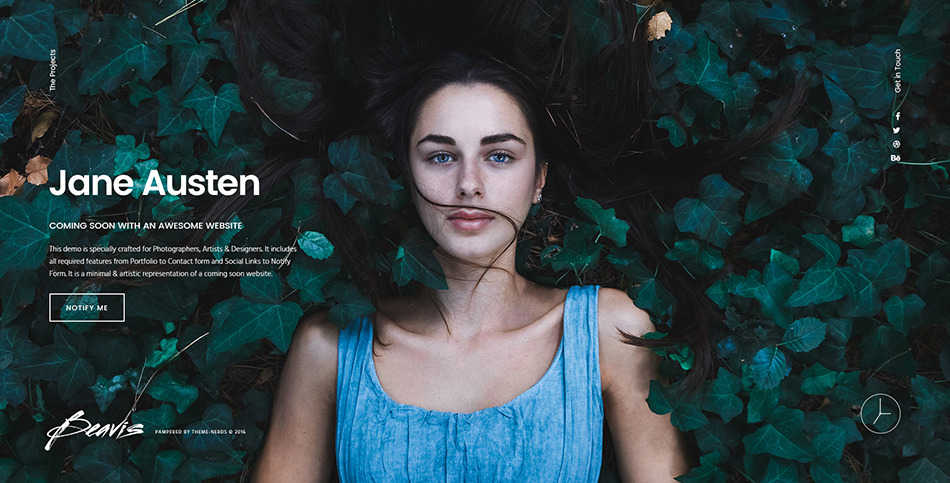 The Projects
Get in Touch
Bē
Jane Austen
COMING SOON WITH AN AWESOME WEBSITE
This demo is specially crafted for Photographers, Artists & Designers. It includes
all required features from Portfolio to Contact form and Social Links to Notify
Form. It is a minimal & artistic representation of a coming soon website.
NOTIFY ME
Beavis
PAMPERED BY THEME-NERDS © 2016